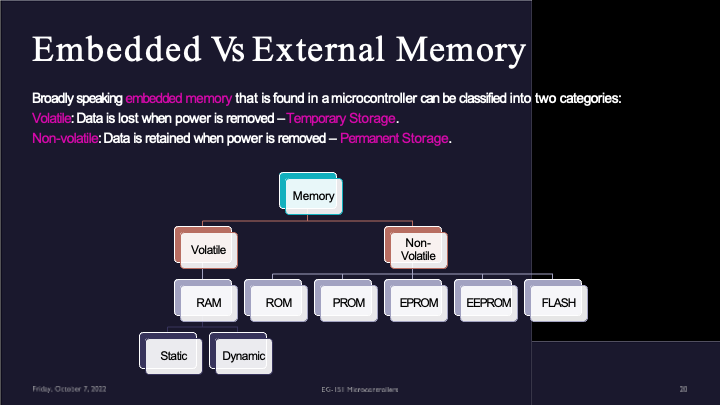 Embedded Vs External Memory
Broadly speaking embedded memory that is found in a microcontroller can be classified into two categories:
Volatile: Data is lost when power is removed – Temporary Storage.
Non-volatile: Data is retained when power is removed – Permanent Storage.
Memory
Volatile
Non-
Volatile
RAM
ROM
PROM
EPROM
EEPROM
FLASH
Static
Dynamic
Friday, October 7, 2022
EG-151 Microcontrollers
20